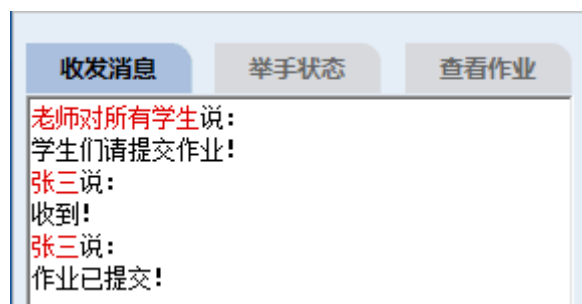 收发消息 举手状态 查看作业
老师对所有学生说:
学生们请提交作业!
张三说:
收到!
张三说:
作业已提交!